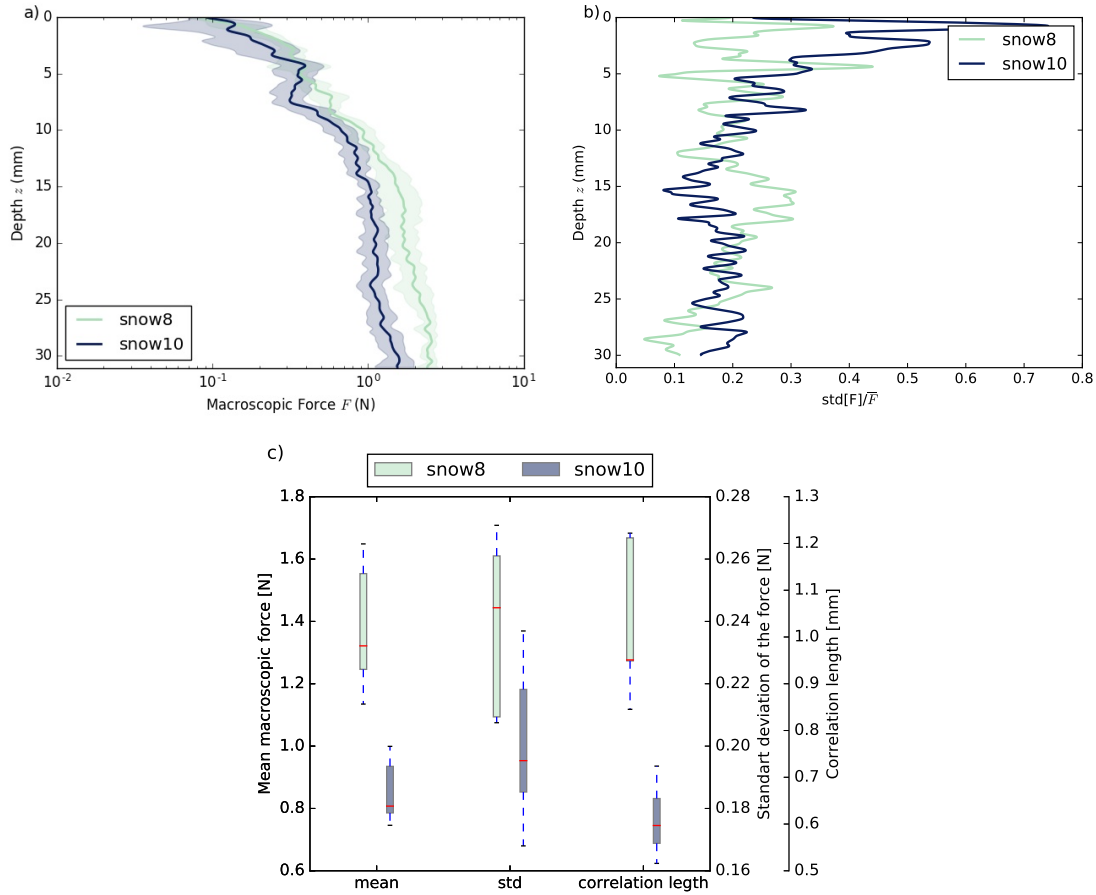 a)
0
5
10
15
20
25
30
Depth z (mm)
snow8
snow10
10^-2
10^-1
10^0
10^1
Macroscopic Force F (N)
b)
0
5
10
15
20
25
30
Depth z (mm)
snow8
snow10
0.0 0.1 0.2 0.3 0.4 0.5 0.6 0.7 0.8
std[F]/F̅
c)
snow8 snow10
1.8
1.6
1.4
1.2
1.0
0.8
0.6
Mean macroscopic force [N]
0.28
0.26
0.24
0.22
0.20
0.18
0.16
Standart deviation of the force [N]
1.3
1.2
1.1
1.0
0.9
0.8
0.7
0.6
0.5
Correlation length [mm]
mean std correlation legth